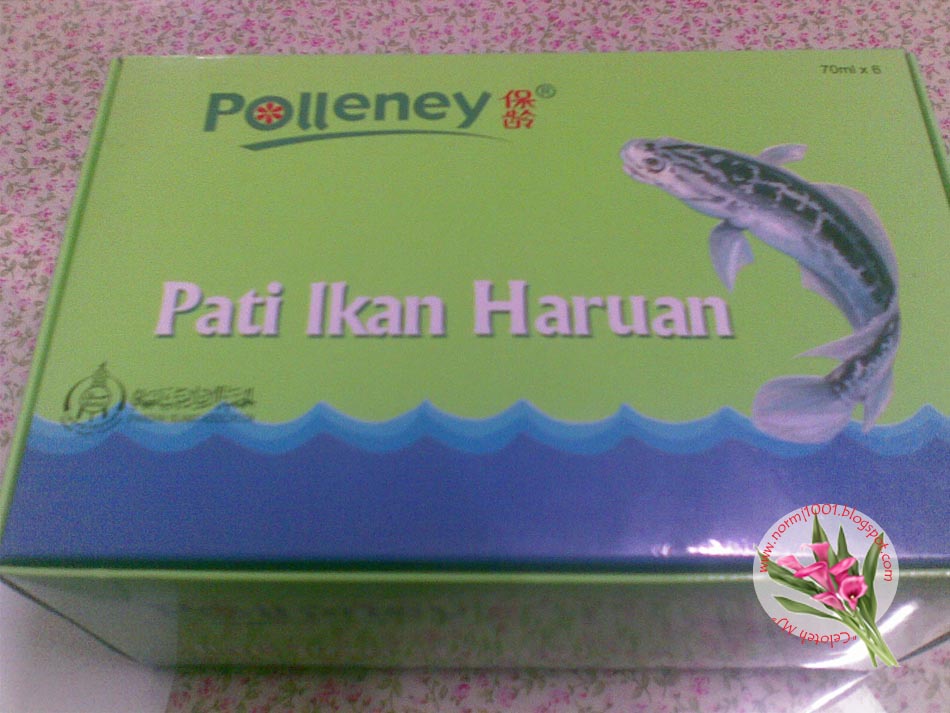 70ml x 6
Polleney 保龄®
Pati Ikan Haruan
www.normj1001.blogspot.com
"Celoteh MJ"